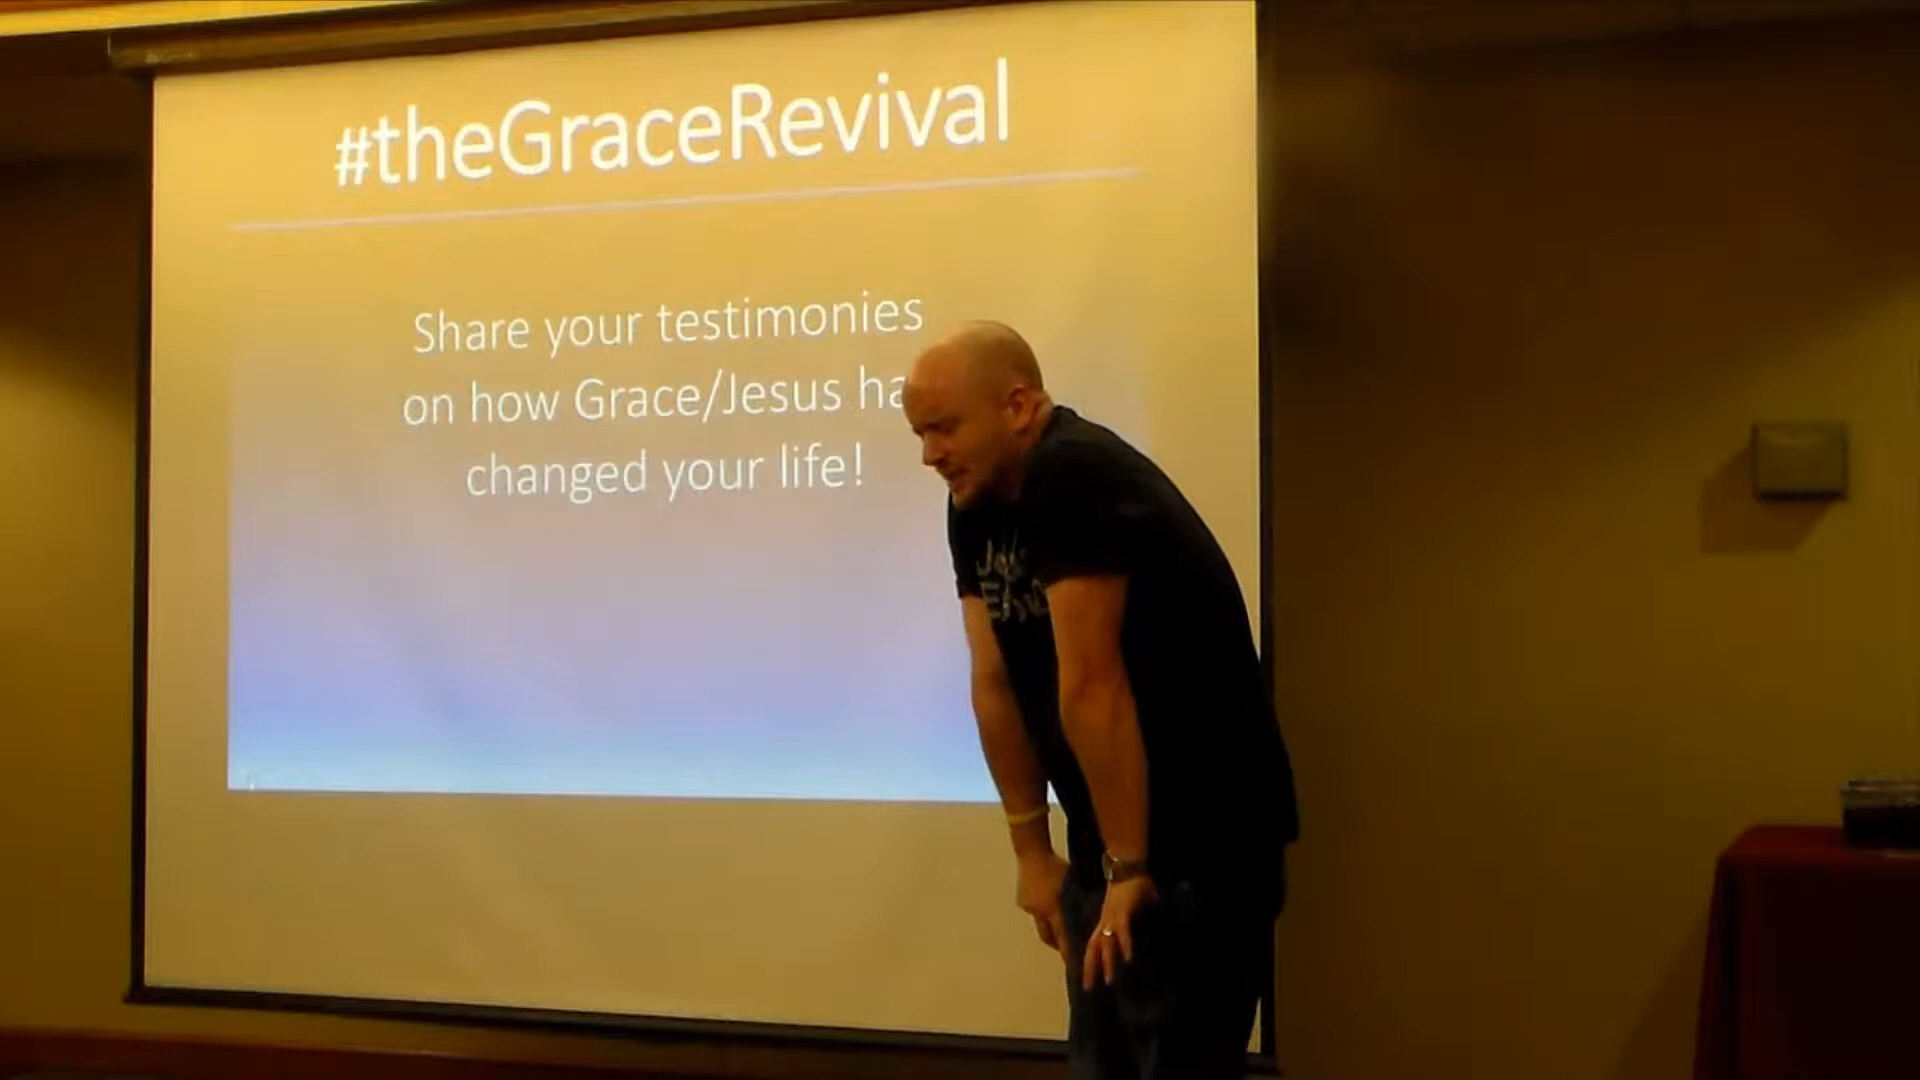 #theGraceRevival
Share your testimonies
on how Grace/Jesus ha
changed your life!